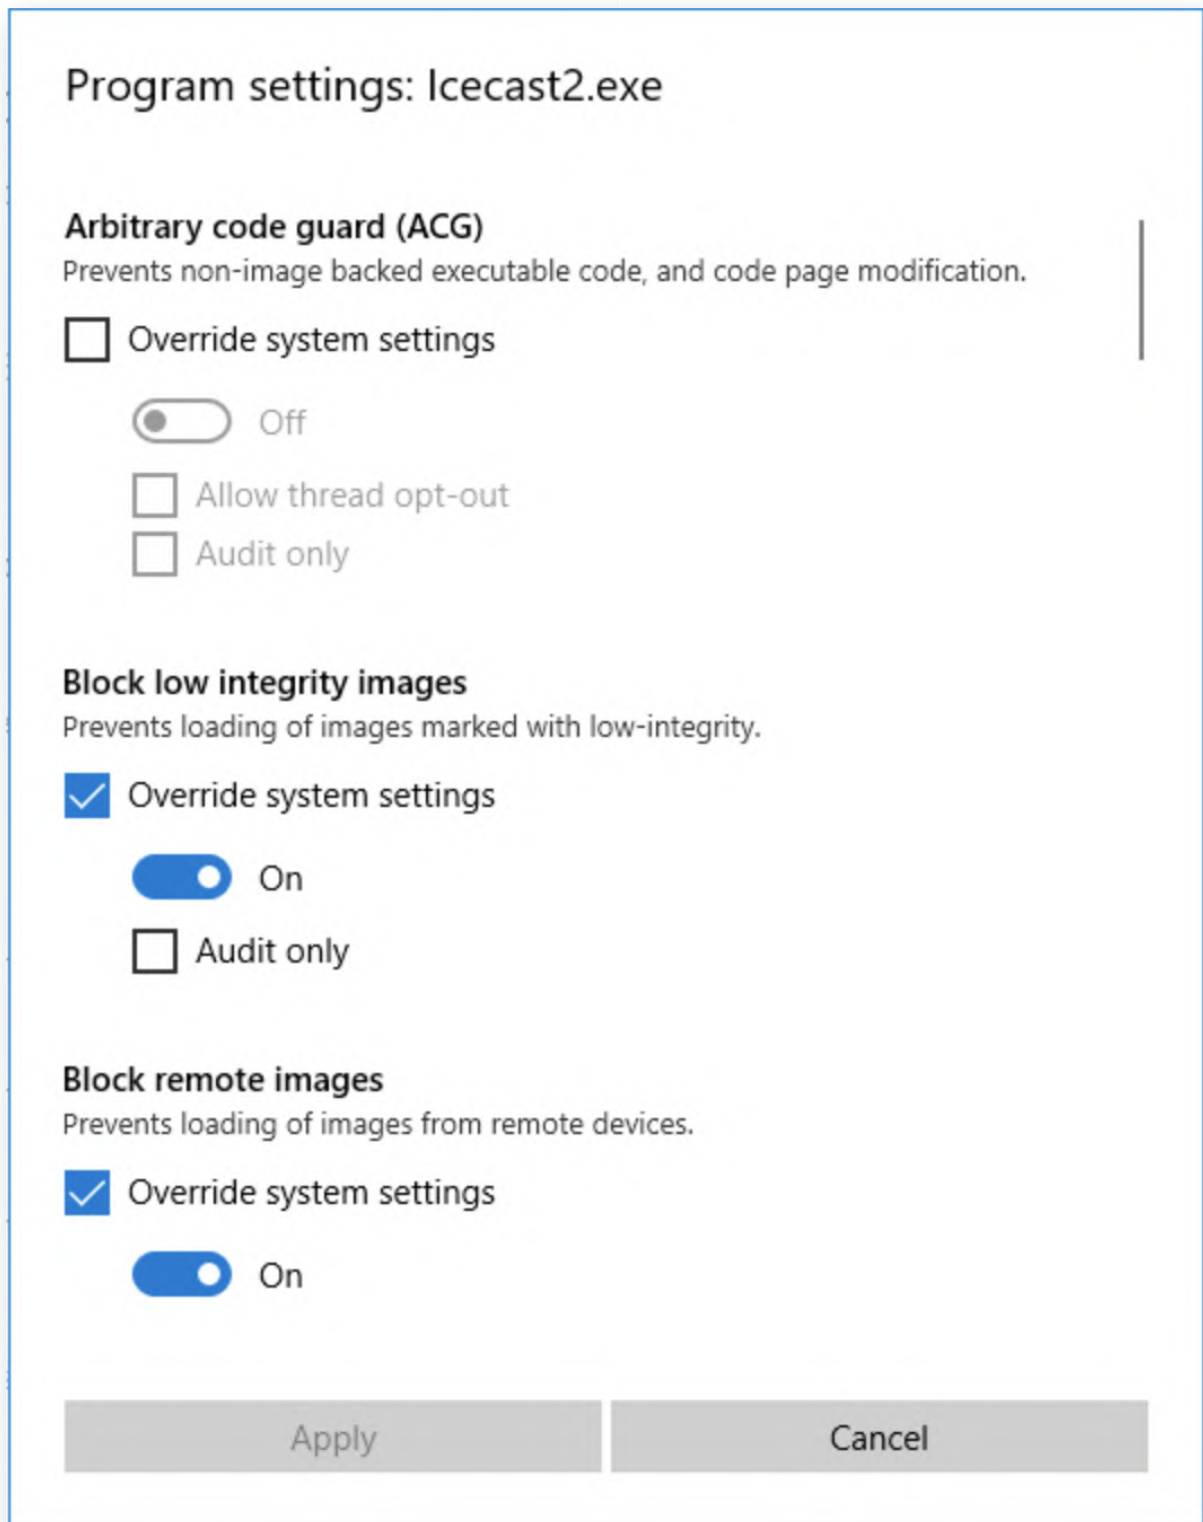 Program settings: Icecast2.exe
Arbitrary code guard (ACG)
Prevents non-image backed executable code, and code page modification.
Override system settings
Off
Allow thread opt-out
Audit only
Block low integrity images
Prevents loading of images marked with low-integrity.
Override system settings
On
Audit only
Block remote images
Prevents loading of images from remote devices.
Override system settings
On
Apply
Cancel